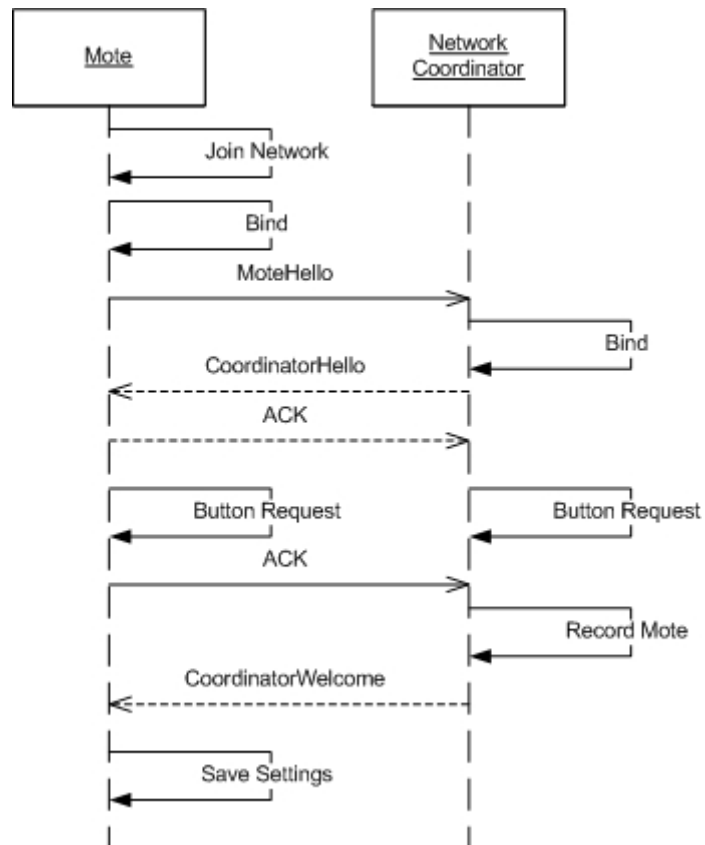 Mote
Network
Coordinator
Join Network
Bind
MoteHello
Bind
CoordinatorHello
ACK
Button Request
Button Request
ACK
Record Mote
CoordinatorWelcome
Save Settings